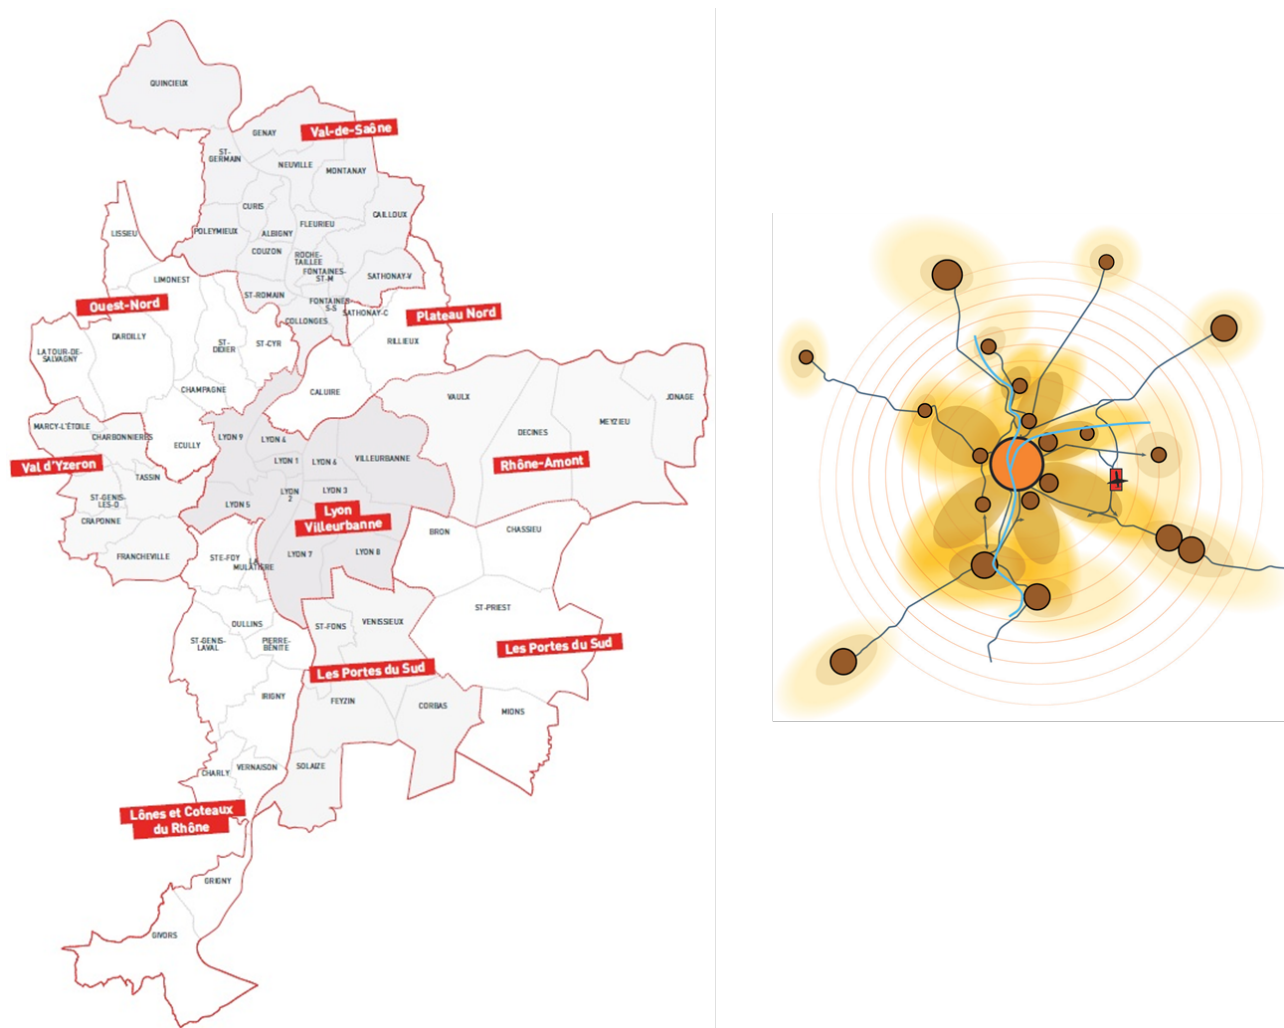 QUINCIEUX
GENAY
Val-de-Saône
ST-
GERMAIN
NEUVILLE
MONTANAY
CURIS
CAILLOUX
POLEYMIEUX
ALBIGNY
FLEURIEU
LISSIEU
COUZON
ROCHE-
TAILLEE
FONTAINES-
ST-M
SATHONAY-V
LIMONEST
ST-ROMAIN
FONTAINES-
S-S
SATHONAY-C
Ouest-Nord
COLLONGES
Plateau Nord
DARDILLY
ST-
DIDIER
ST-CYR
RILLIEUX
LA TOUR-DE-
SALVAGNY
CHAMPAGNE
CALUIRE
VAULX
JONAGE
MARCY-L'ÉTOILE
CHARBONNIERES
ECULLY
LYON 9
LYON 4
DECINES
MEYZIEU
Val d'Yzeron
LYON 1
LYON 6
VILLEURBANNE
Rhône-Amont
TASSIN
ST-GENIS-
LES-O
LYON 5
LYON
2
LYON 3
CRAPONNE
Lyon
Villeurbanne
BRON
CHASSIEU
FRANCHEVILLE
STE-FOY
LA
MULATIÈRE
LYON 7
LYON 8
ST-PRIEST
DULLINS
ST-FONS
VENISSIEUX
ST-GENIS-
LAVAL
PIERRE-
BÉNITE
Les Portes du Sud
Les Portes du Sud
IRIGNY
FEYZIN
CORBAS
MIONS
CHARLY
VERNAISON
SOLAIZE
Lônes et Coteaux
du Rhône
GRIGNY
GIVORS